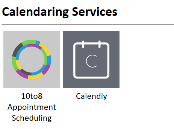 Calendaring Services
C
10to8
Appointment
Scheduling
Calendly